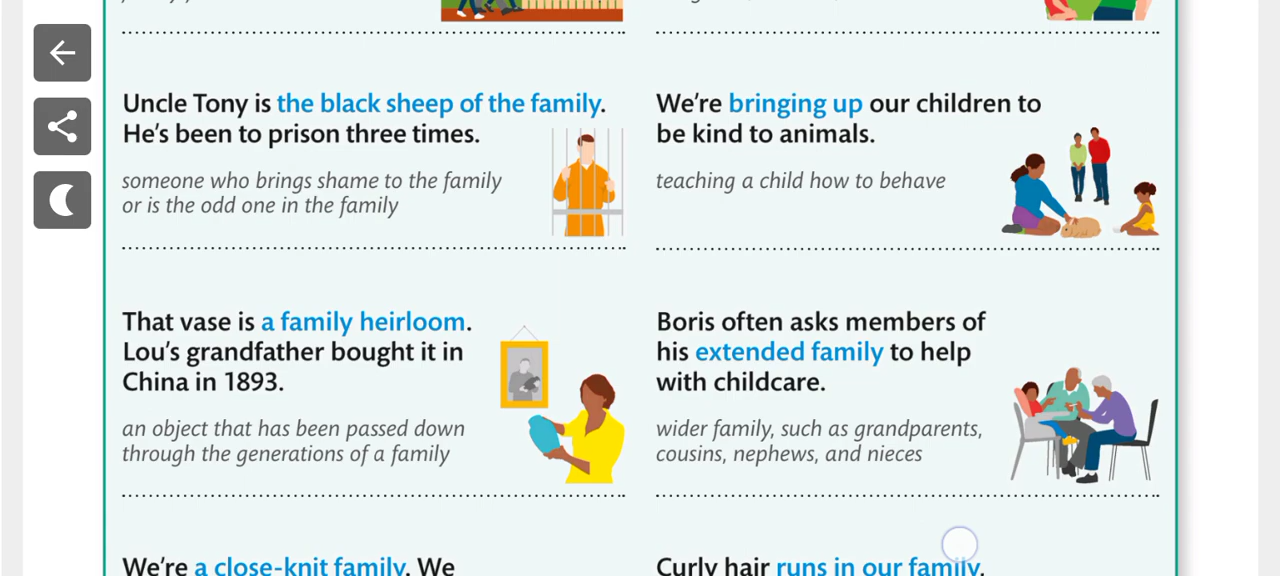 Uncle Tony is the black sheep of the family.
He's been to prison three times.
someone who brings shame to the family
or is the odd one in the family
We're bringing up our children to
be kind to animals.
teaching a child how to behave
That vase is a family heirloom.
Lou's grandfather bought it in
China in 1893.
an object that has been passed down
through the generations of a family
Boris often asks members of
his extended family to help
with childcare.
wider family, such as grandparents,
cousins, nephews, and nieces
We're a close-knit family. We
Curly hair runs in our family.